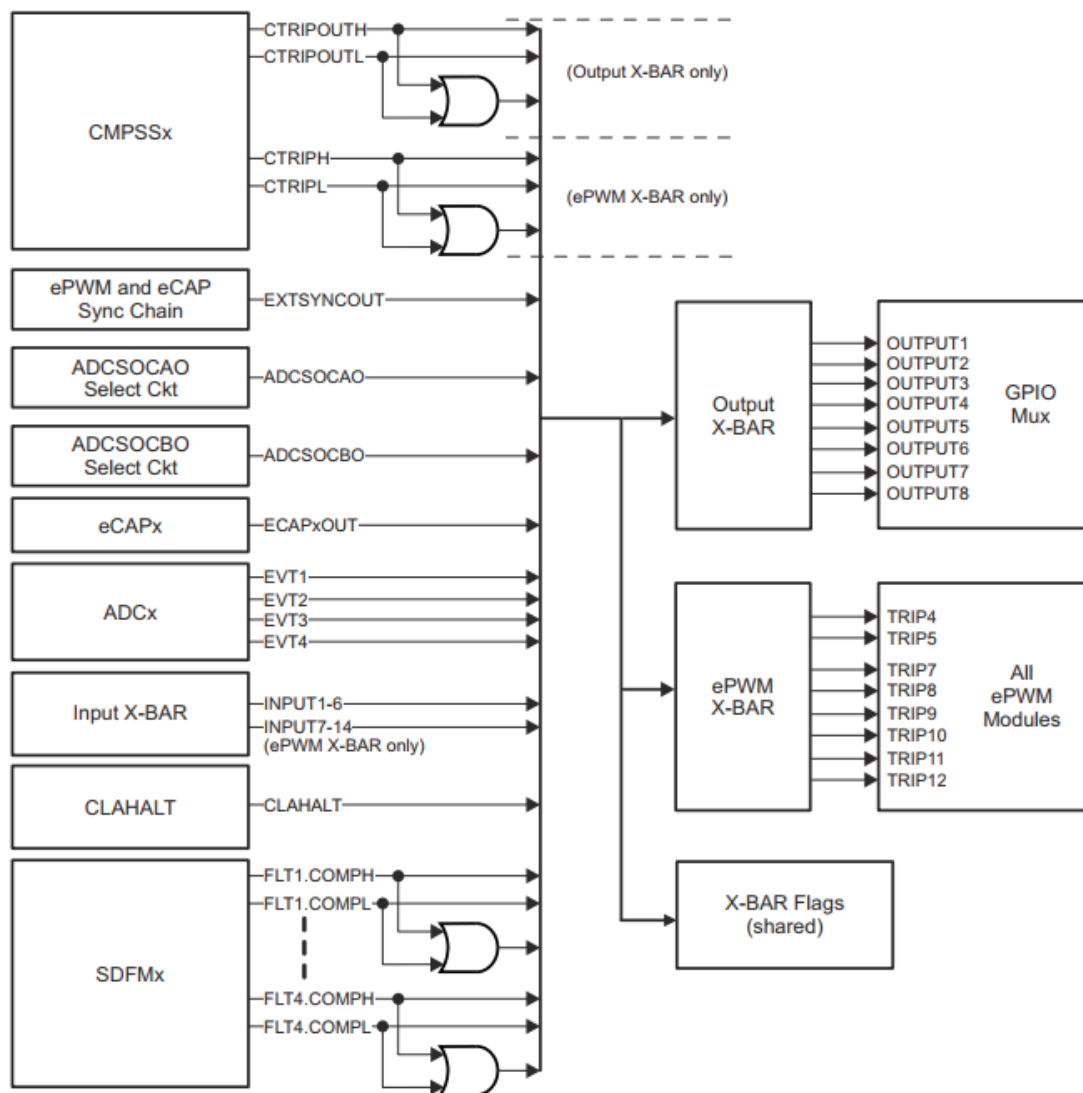 CMPSSx
CTRIPOUTH
CTRIPOUTL
(Output X-BAR only)
CTRIPH
CTRIPL
(ePWM X-BAR only)
ePWM and eCAP
Sync Chain
EXTSYNCOUT
ADCSOCAO
Select Ckt
ADCSOCAO
ADCSOCBO
Select Ckt
ADCSOCBO
eCAPx
ECAPxOUT
ADCx
EVT1
EVT2
EVT3
EVT4
Input X-BAR
INPUT1-6
INPUT7-14
(ePWM X-BAR only)
CLAHALT
CLAHALT
SDFMx
FLT1.COMPH
FLT1.COMPL
FLT4.COMPH
FLT4.COMPL
Output
X-BAR
OUTPUT1
OUTPUT2
OUTPUT3
OUTPUT4
OUTPUT5
OUTPUT6
OUTPUT7
OUTPUT8
GPIO
Mux
ePWM
X-BAR
TRIP4
TRIP5
TRIP7
TRIP8
TRIP9
TRIP10
TRIP11
TRIP12
All
ePWM
Modules
X-BAR Flags
(shared)